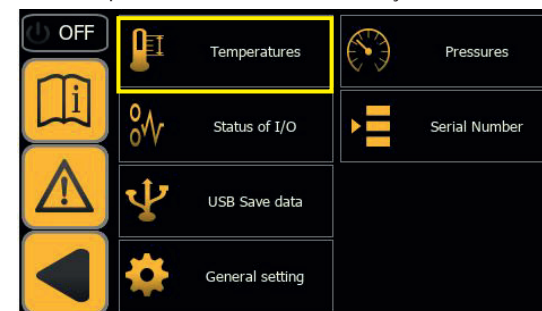 OFF
Temperatures
Pressures
i
Status of I/O
Serial Number
USB Save data
General setting